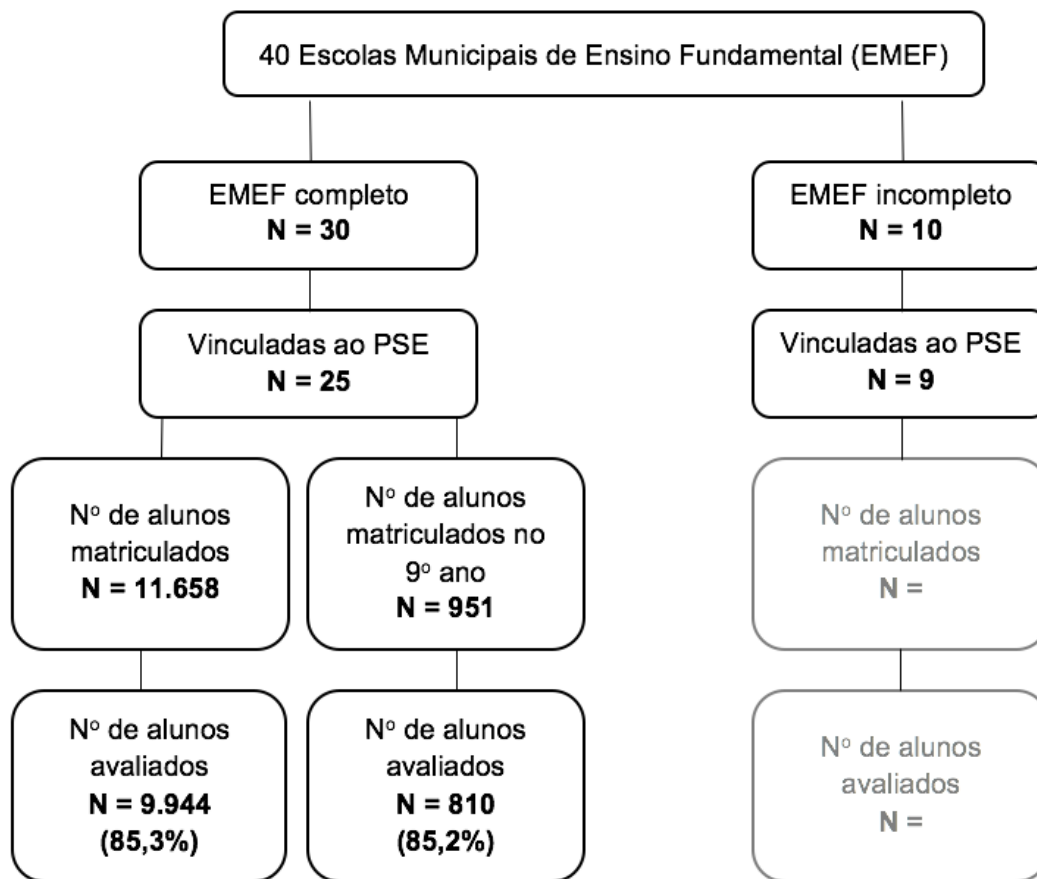 40 Escolas Municipais de Ensino Fundamental (EMEF)
EMEF completo
N = 30
EMEF incompleto
N = 10
Vinculadas ao PSE
N = 25
Vinculadas ao PSE
N = 9
Nº de alunos
matriculados
N = 11.658
Nº de alunos
matriculados no
9º ano
N = 951
Nº de alunos
matriculados
N =
Nº de alunos
avaliados
N = 9.944
(85,3%)
Nº de alunos
avaliados
N = 810
(85,2%)
Nº de alunos
avaliados
N =